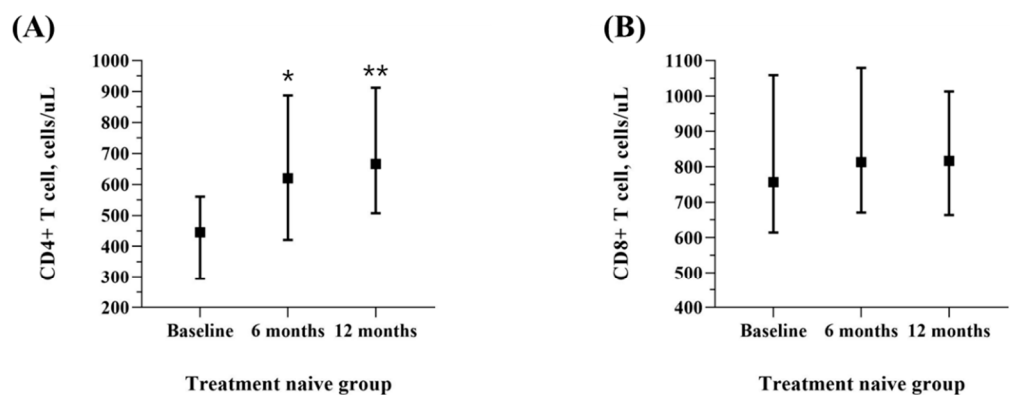 (A)
CD4+ T cell, cells/uL
1000
900
800
700
600
500
400
300
200
* **
Baseline 6 months 12 months
Treatment naive group
(B)
CD8+ T cell, cells/uL
1100
1000
900
800
700
600
500
400
Baseline 6 months 12 months
Treatment naive group